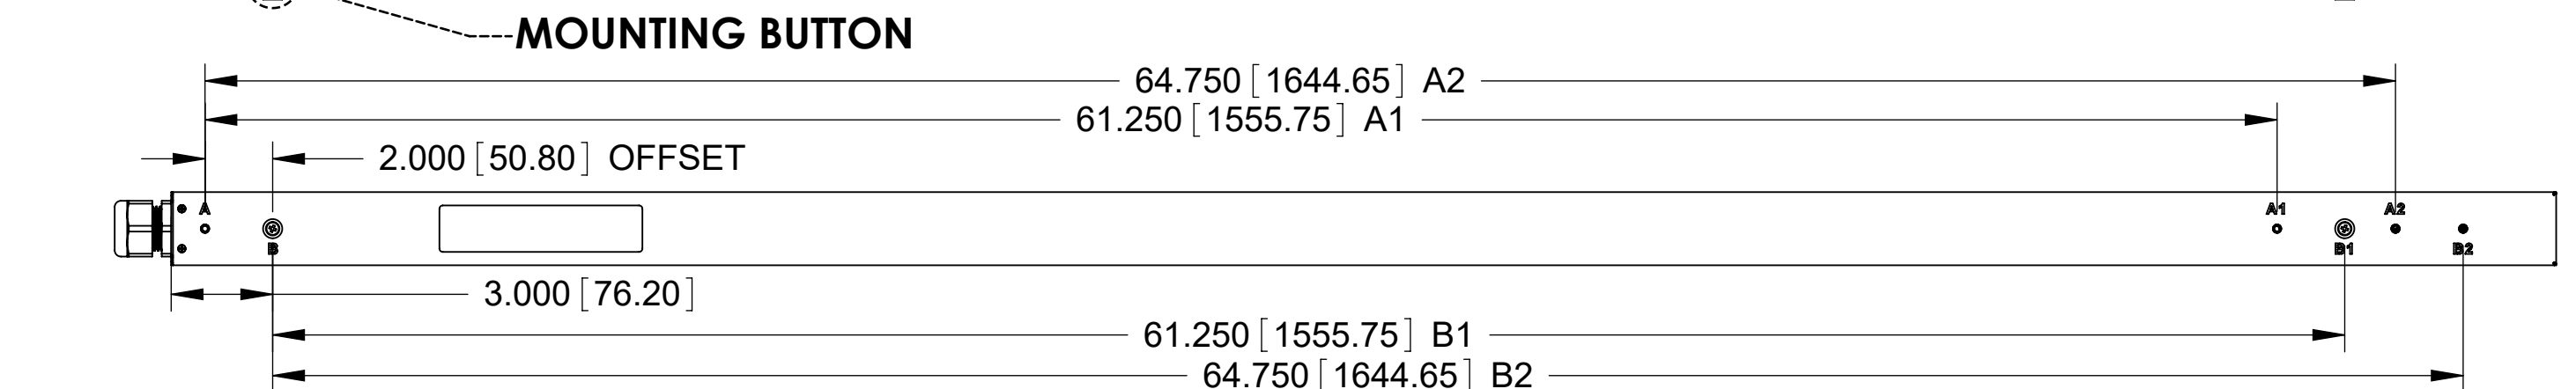 MOUNTING BUTTON
64.750 [1644.65] A2
61.250 [1555.75] A1
2.000 [50.80] OFFSET
A
A1
A2
B
B1
B2
3.000 [76.20]
61.250 [1555.75] B1
64.750 [1644.65] B2